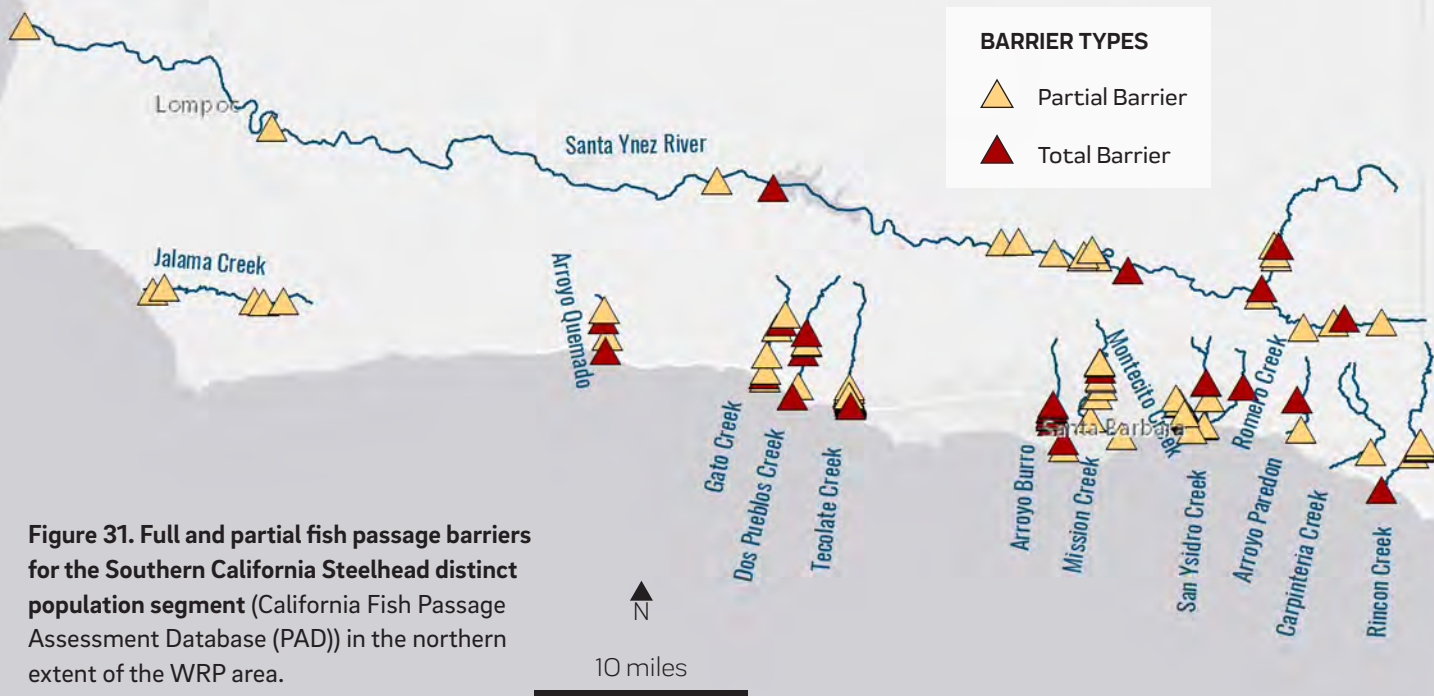 BARRIER TYPES
Partial Barrier
Total Barrier
Lompoc
Santa Ynez River
Jalama Creek
Arroyo Quemado
Gato Creek
Dos Pueblos Creek
Tecolate Creek
Arroyo Burro
Mission Creek
Santa Barbara
Montecito Creek
San Ysidro Creek
Romero Creek
Arroyo Paredon
Carpinteria Creek
Rincon Creek
Figure 31. Full and partial fish passage barriers
for the Southern California Steelhead distinct
population segment (California Fish Passage
Assessment Database (PAD)) in the northern
extent of the WRP area.
N
10 miles